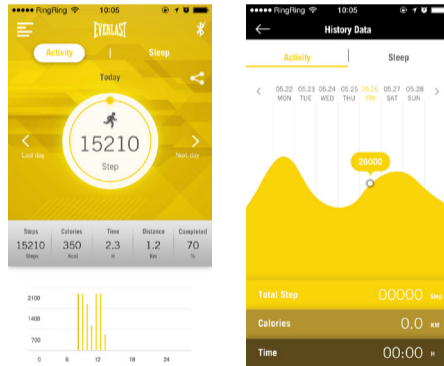 RingRing 10:05
EVERLAST
Activity | Sleep
Today
15210
Step
Last day
Next day
Steps Calories Time Distance Completed
15210 350 2.3 1.2 70
Steps Kcal H Km %
2100
1400
700
0 6 12 18 24
RingRing 10:05
History Data
Activity | Sleep
05.22 05.23 05.24 05.25 05.26 05.27 05.28
MON TUE WED THU FRI SAT SUN
26000
Total Step 00000 Step
Calories 0.0 KM
Time 00:00 H